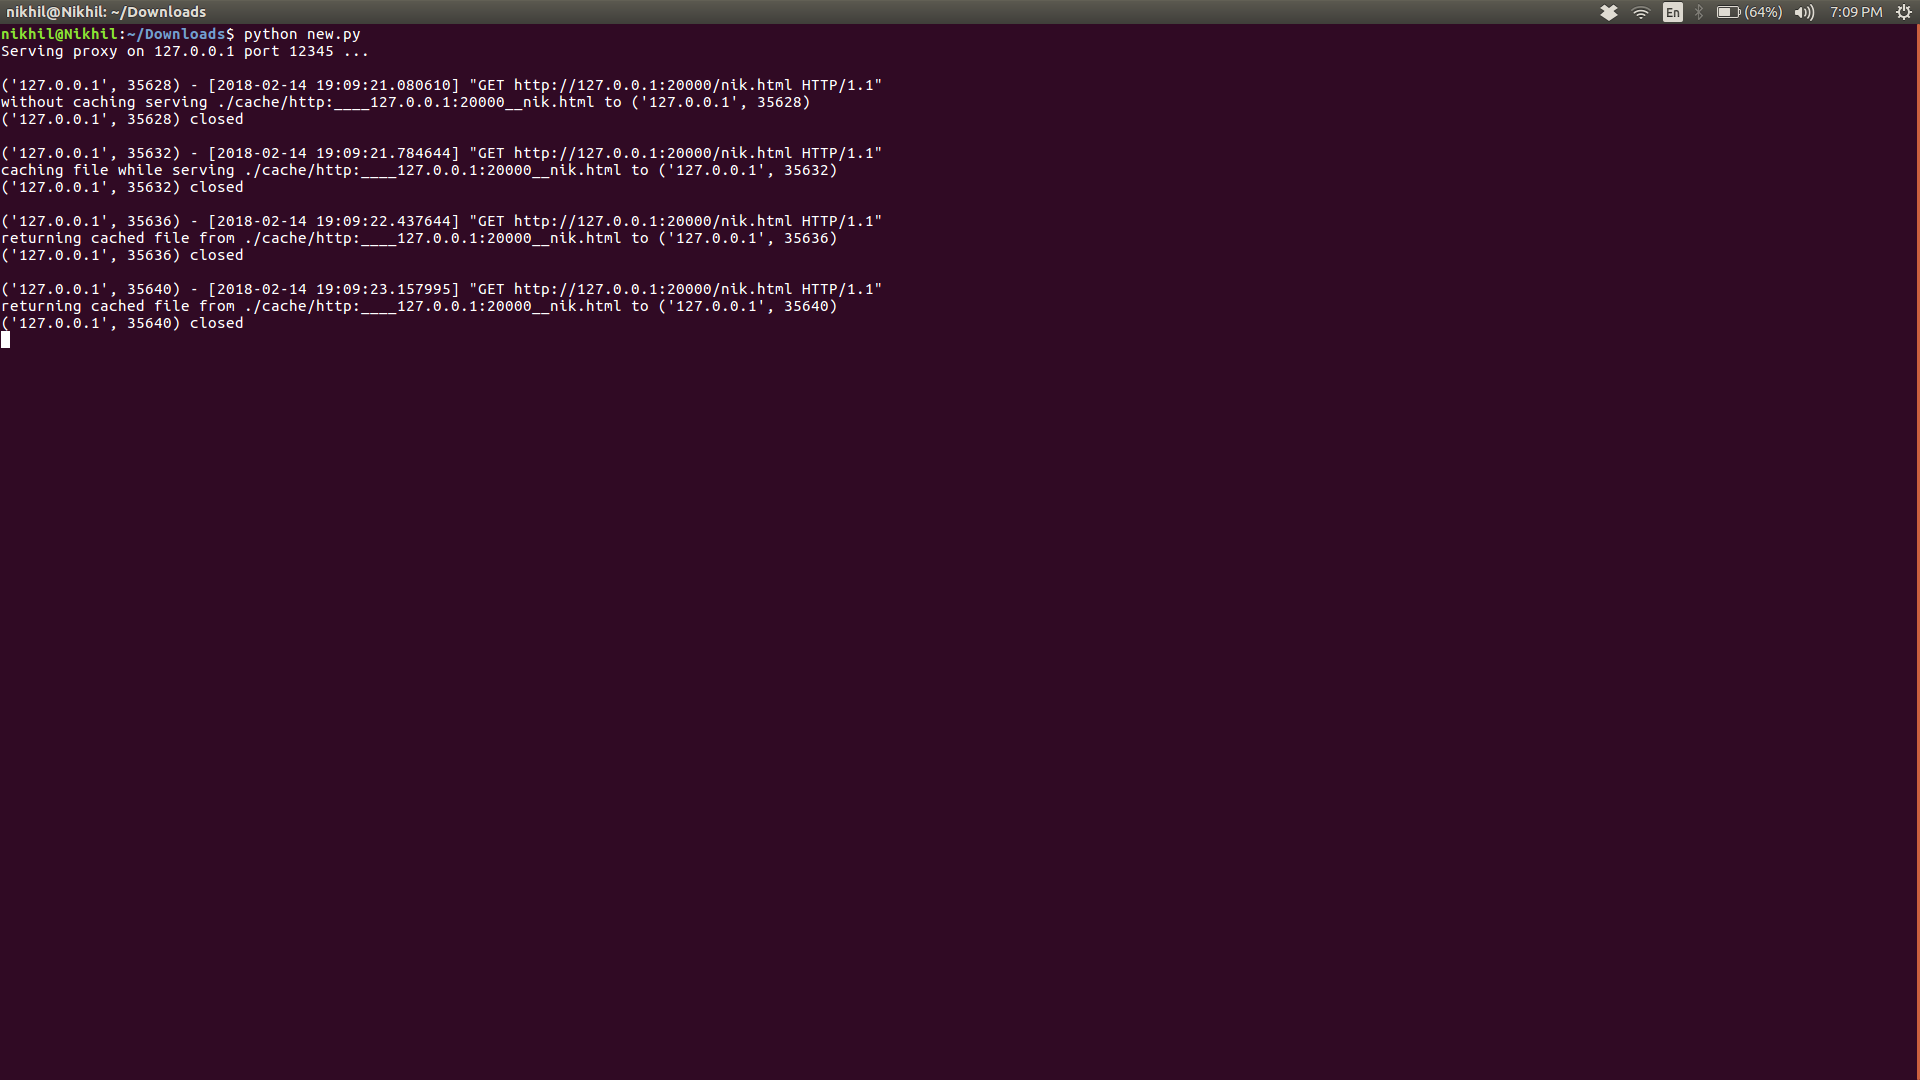 nikhil@Nikhil: ~/Downloads En (64%) 7:09 PM
nikhil@Nikhil:~/Downloads$ python new.py
Serving proxy on 127.0.0.1 port 12345 ...
('127.0.0.1', 35628) - [2018-02-14 19:09:21.080610] "GET http://127.0.0.1:20000/nik.html HTTP/1.1"
without caching serving ./cache/http:____127.0.0.1:20000__nik.html to ('127.0.0.1', 35628)
('127.0.0.1', 35628) closed
('127.0.0.1', 35632) - [2018-02-14 19:09:21.784644] "GET http://127.0.0.1:20000/nik.html HTTP/1.1"
caching file while serving ./cache/http:____127.0.0.1:20000__nik.html to ('127.0.0.1', 35632)
('127.0.0.1', 35632) closed
('127.0.0.1', 35636) - [2018-02-14 19:09:22.437644] "GET http://127.0.0.1:20000/nik.html HTTP/1.1"
returning cached file from ./cache/http:____127.0.0.1:20000__nik.html to ('127.0.0.1', 35636)
('127.0.0.1', 35636) closed
('127.0.0.1', 35640) - [2018-02-14 19:09:23.157995] "GET http://127.0.0.1:20000/nik.html HTTP/1.1"
returning cached file from ./cache/http:____127.0.0.1:20000__nik.html to ('127.0.0.1', 35640)
('127.0.0.1', 35640) closed